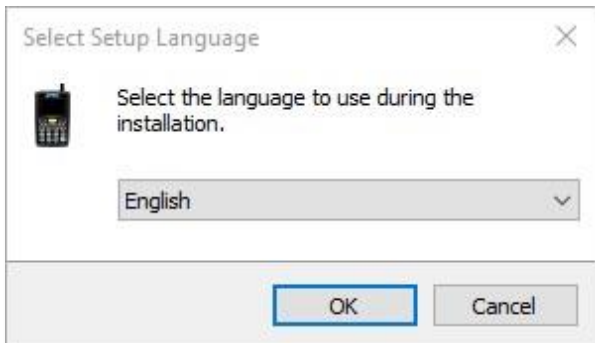 Select Setup Language
Select the language to use during the
installation.
English
OK
Cancel